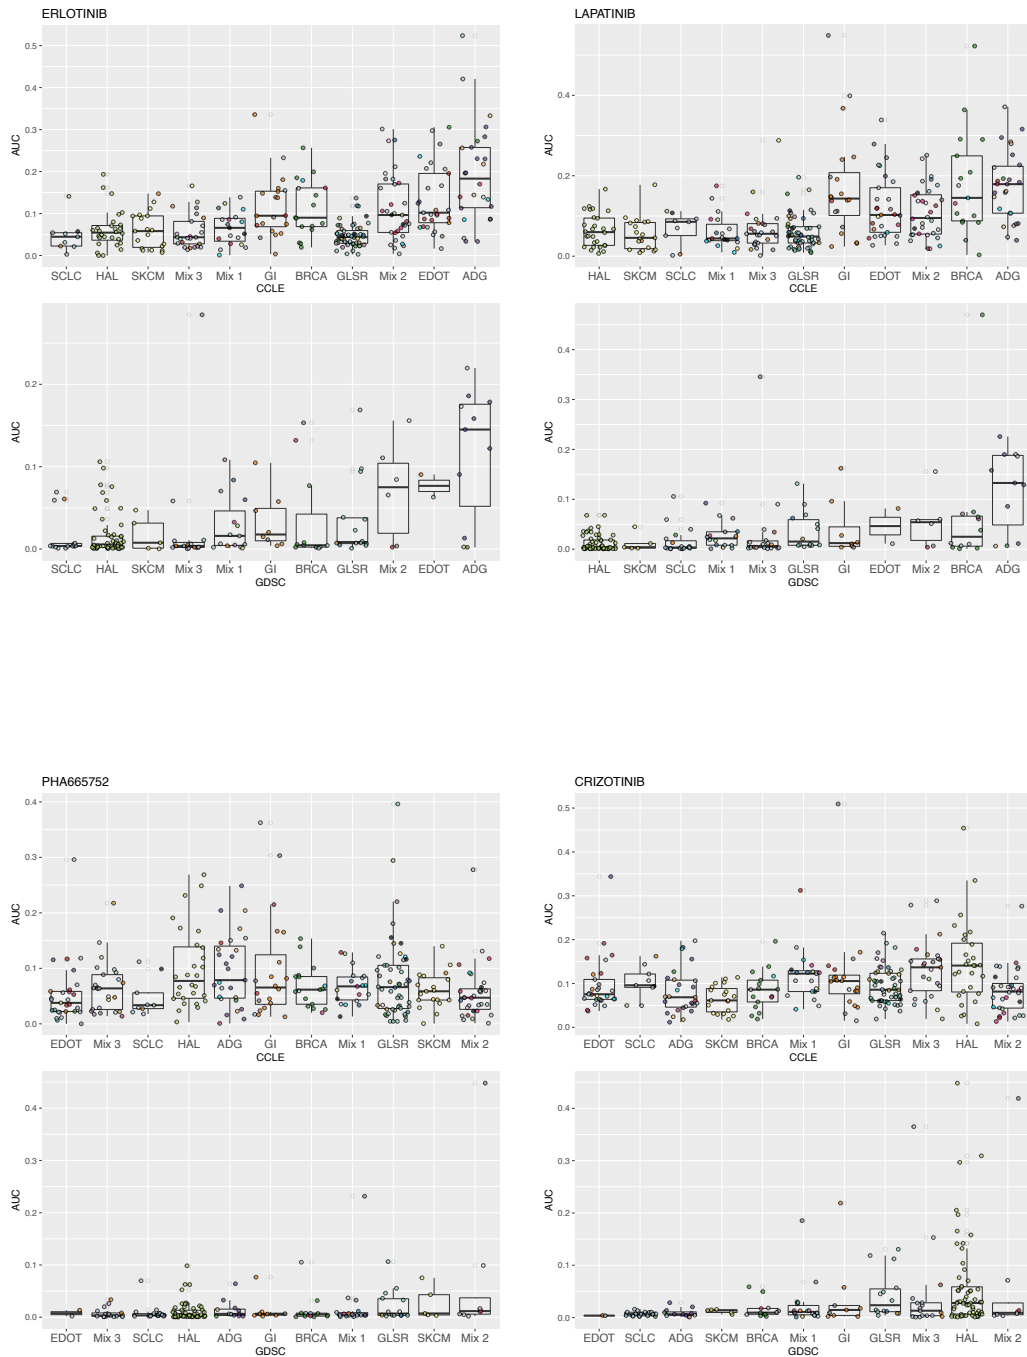 ERLOTINIB
0.5
0.4
0.3
0.2
0.1
0.0
AUC
SCLC HAL SKCM Mix 3 Mix 1 GI BRCA GLSR Mix 2 EDOT ADG
CCLE
0.2
0.1
0.0
AUC
SCLC HAL SKCM Mix 3 Mix 1 GI BRCA GLSR Mix 2 EDOT ADG
GDSC
LAPATINIB
0.4
0.2
0.0
AUC
HAL SKCM SCLC Mix 1 Mix 3 GLSR GI EDOT Mix 2 BRCA ADG
CCLE
0.4
0.3
0.2
0.1
0.0
AUC
HAL SKCM SCLC Mix 1 Mix 3 GLSR GI EDOT Mix 2 BRCA ADG
GDSC
PHA665752
0.4
0.3
0.2
0.1
0.0
AUC
EDOT Mix 3 SCLC HAL ADG GI BRCA Mix 1 GLSR SKCM Mix 2
CCLE
0.4
0.3
0.2
0.1
0.0
AUC
EDOT Mix 3 SCLC HAL ADG GI BRCA Mix 1 GLSR SKCM Mix 2
GDSC
CRIZOTINIB
0.5
0.4
0.3
0.2
0.1
0.0
AUC
EDOT SCLC ADG SKCM BRCA Mix 1 GI GLSR Mix 3 HAL Mix 2
CCLE
0.4
0.3
0.2
0.1
0.0
AUC
EDOT SCLC ADG SKCM BRCA Mix 1 GI GLSR Mix 3 HAL Mix 2
GDSC